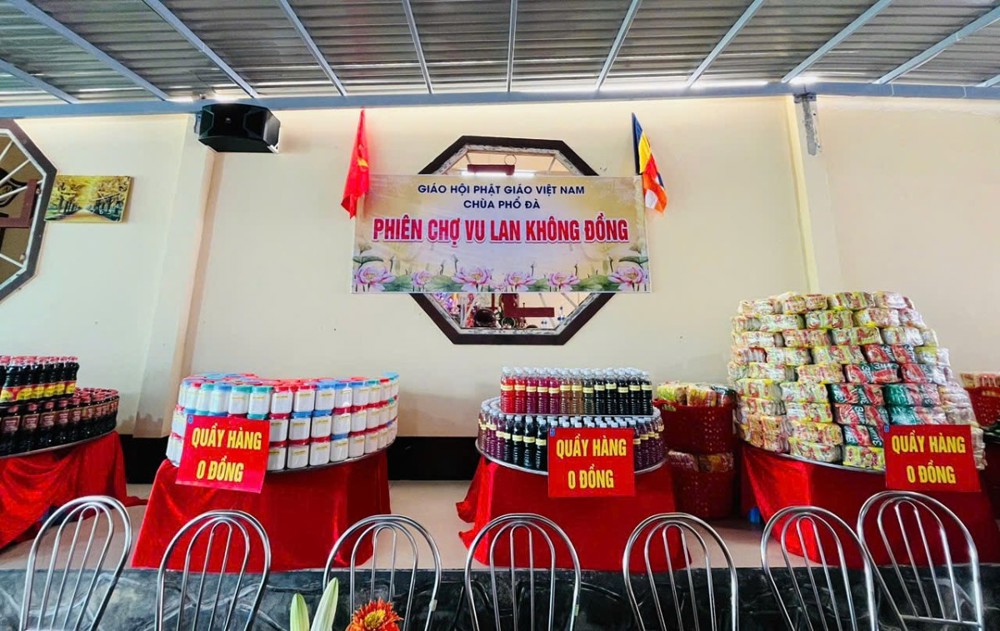 GIÁO HỘI PHẬT GIÁO VIỆT NAM
CHÙA PHỔ ĐÀ
PHIÊN CHỢ VU LAN KHÔNG ĐỒNG
QUẦY HÀNG
0 ĐỒNG
QUẦY HÀNG
0 ĐỒNG
QUẦY HÀNG
0 ĐỒNG